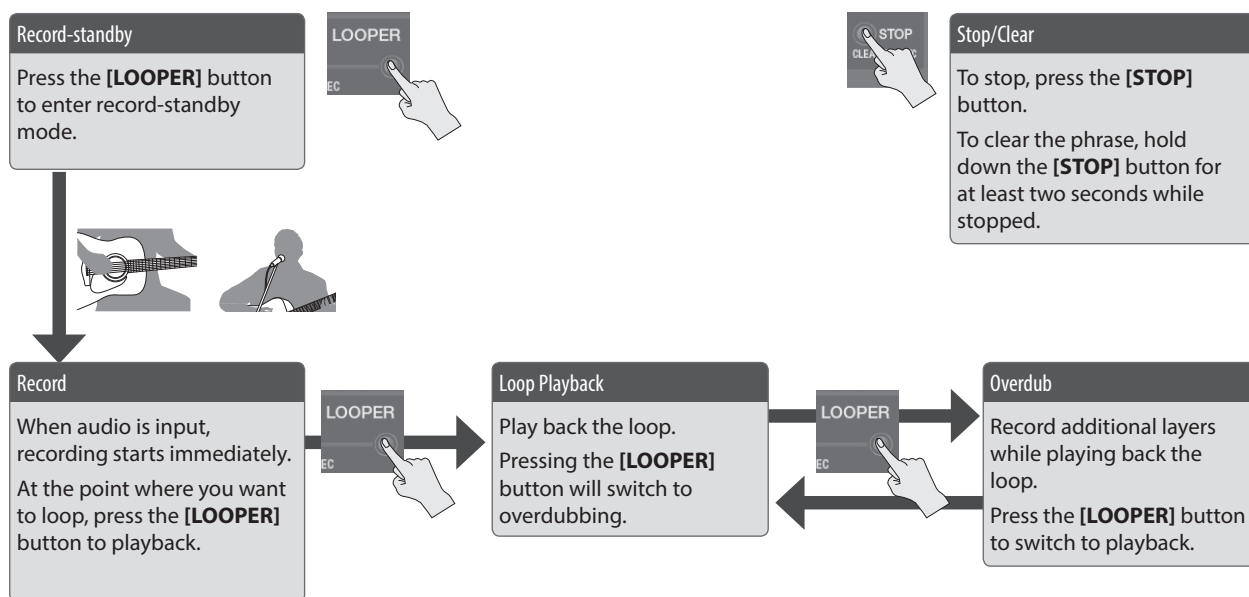 Record-standby
Press the [LOOPER] button
to enter record-standby
mode.
LOOPER
EC
STOP
CLE
C
Stop/Clear
To stop, press the [STOP]
button.
To clear the phrase, hold
down the [STOP] button for
at least two seconds while
stopped.
Record
When audio is input,
recording starts immediately.
At the point where you want
to loop, press the [LOOPER]
button to playback.
LOOPER
EC
Loop Playback
Play back the loop.
Pressing the [LOOPER]
button will switch to
overdubbing.
LOOPER
EC
Overdub
Record additional layers
while playing back the
loop.
Press the [LOOPER] button
to switch to playback.